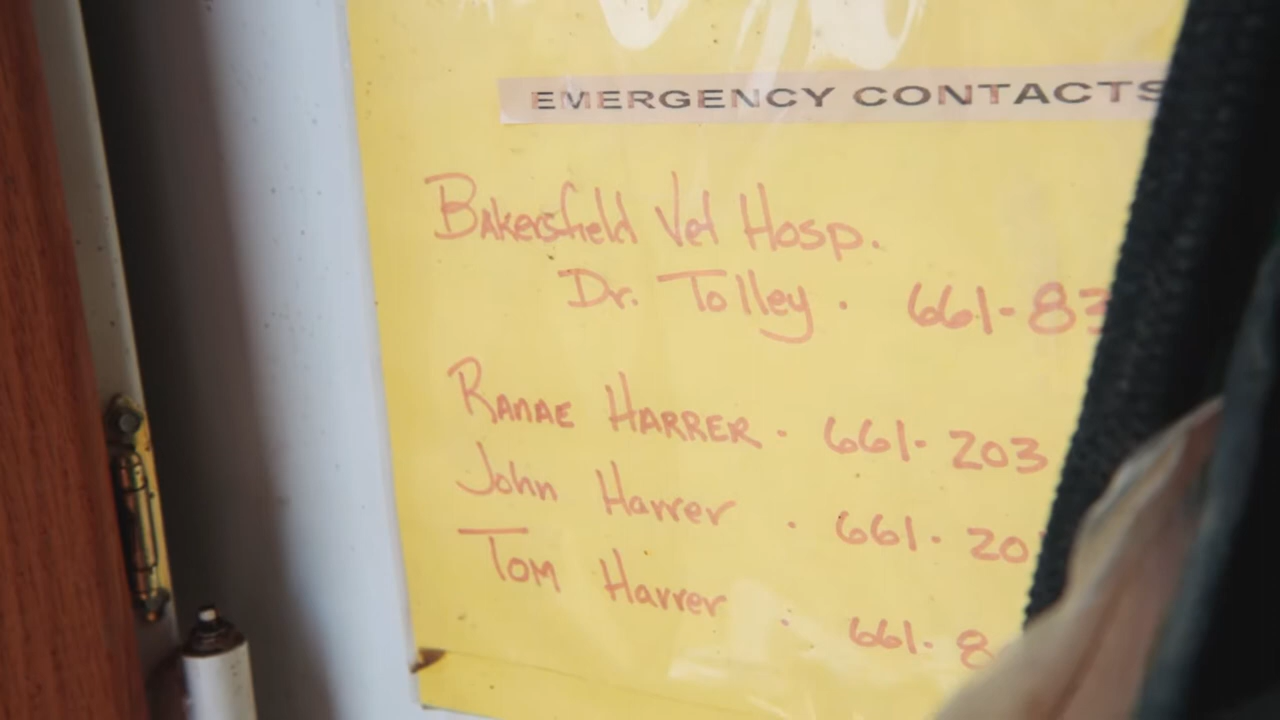 EMERGENCY CONTACTS
Bakersfield Vet Hosp.
Dr. Tolley. 661-83
RANAE HARRER. 661-203
John Harrer. 661-20
Tom Harrer. 661-8